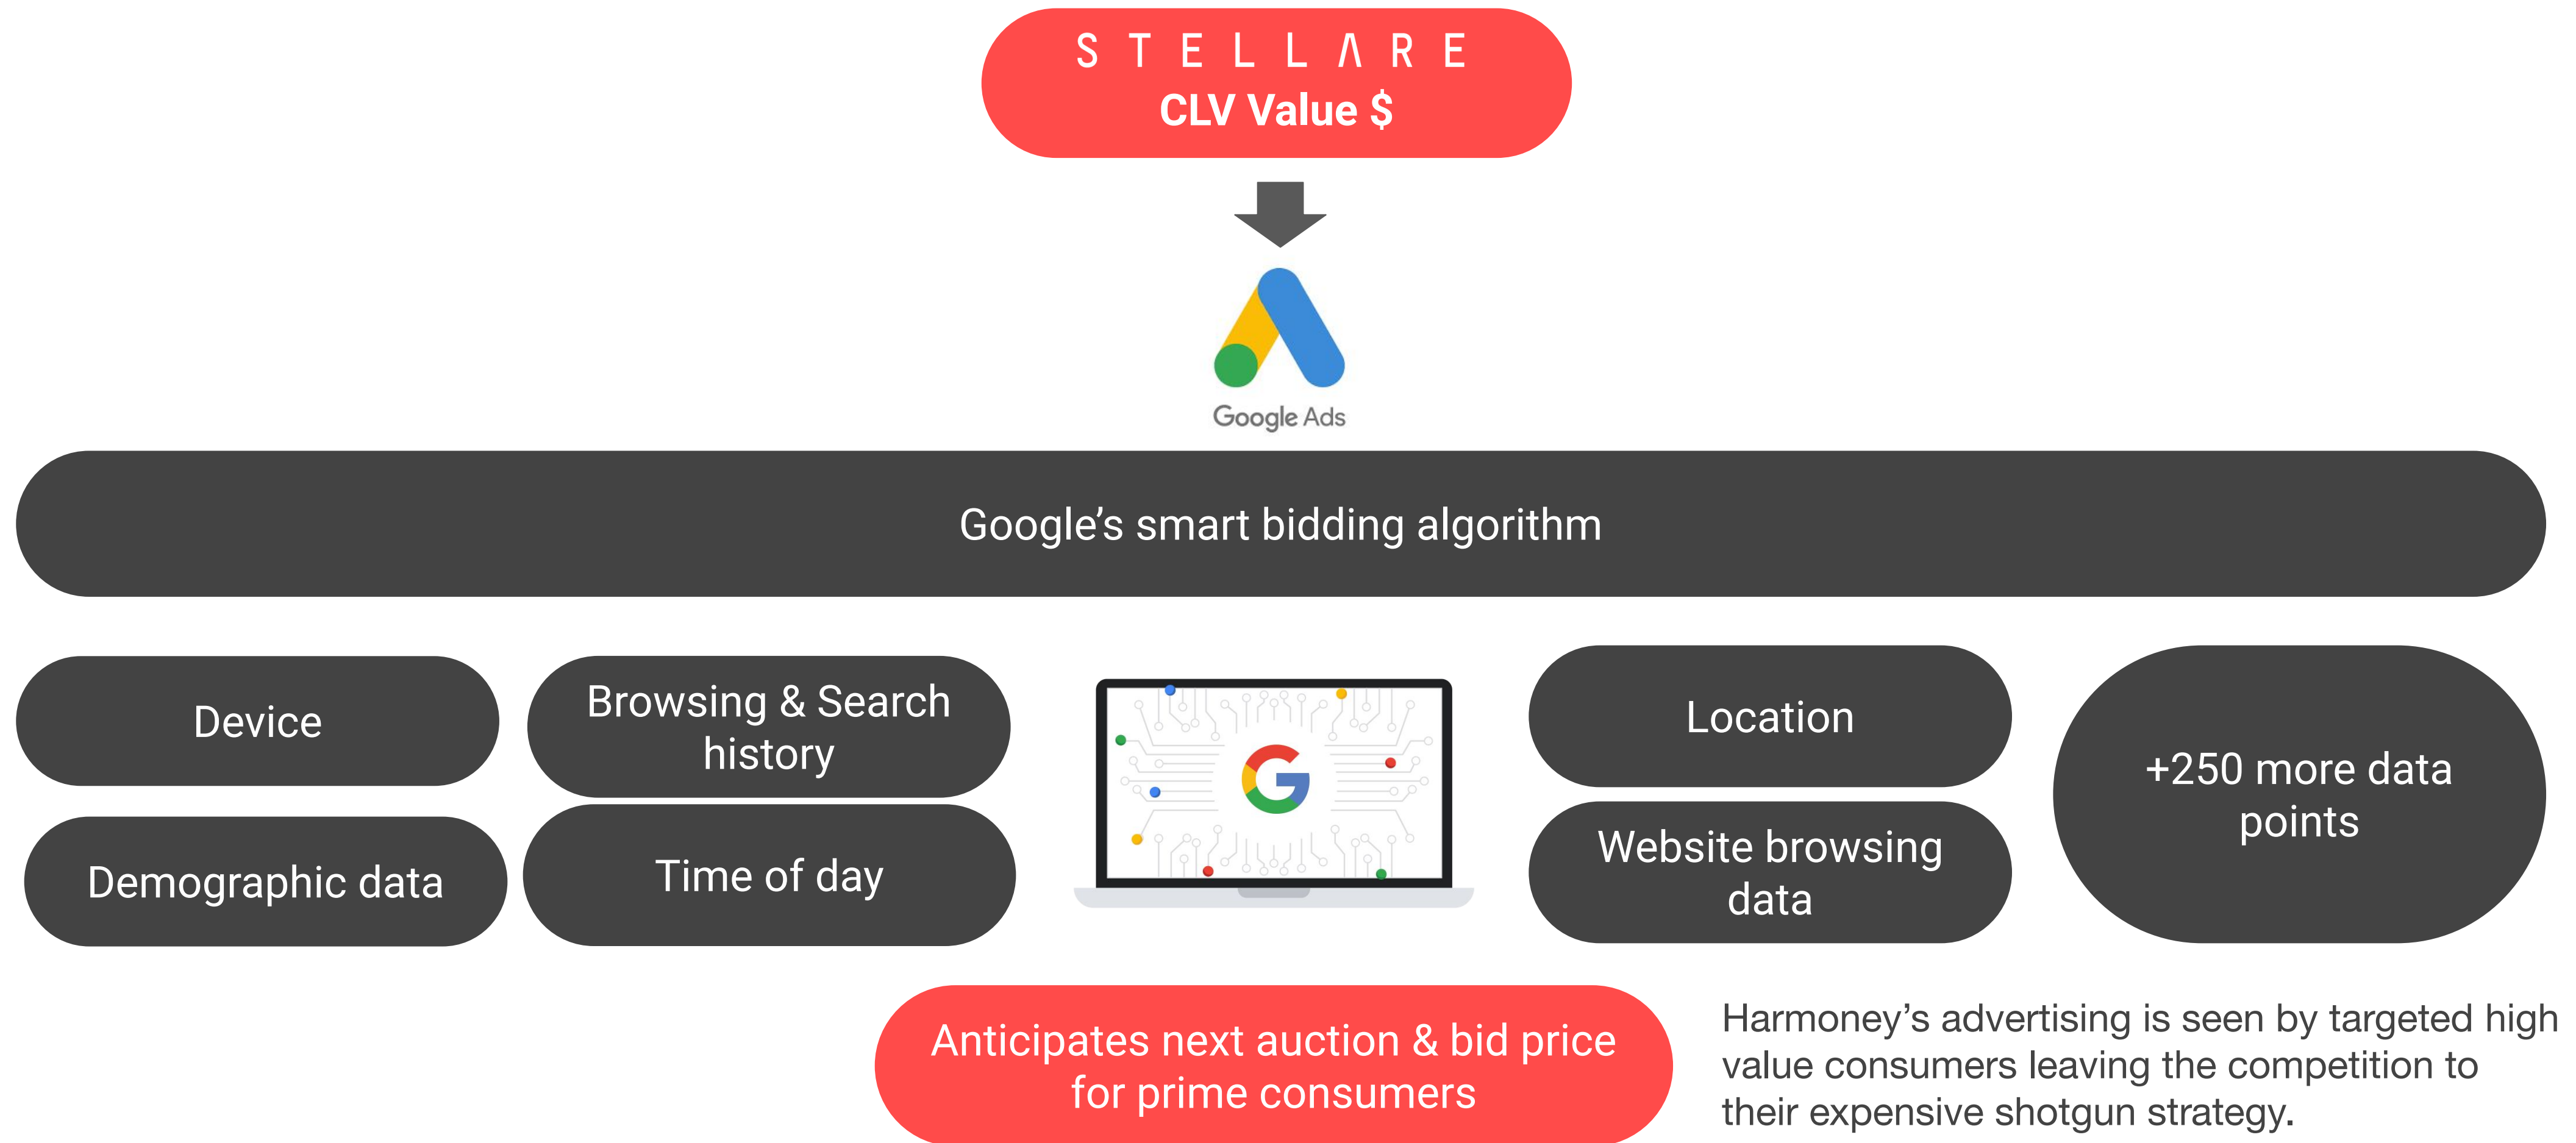 STELLARE
CLV Value $
Google Ads
Google’s smart bidding algorithm
Device
Browsing & Search
history
Demographic data
Time of day
G
Location
Website browsing
data
+250 more data
points
Anticipates next auction & bid price
for prime consumers
Harmoney’s advertising is seen by targeted high
value consumers leaving the competition to
their expensive shotgun strategy.